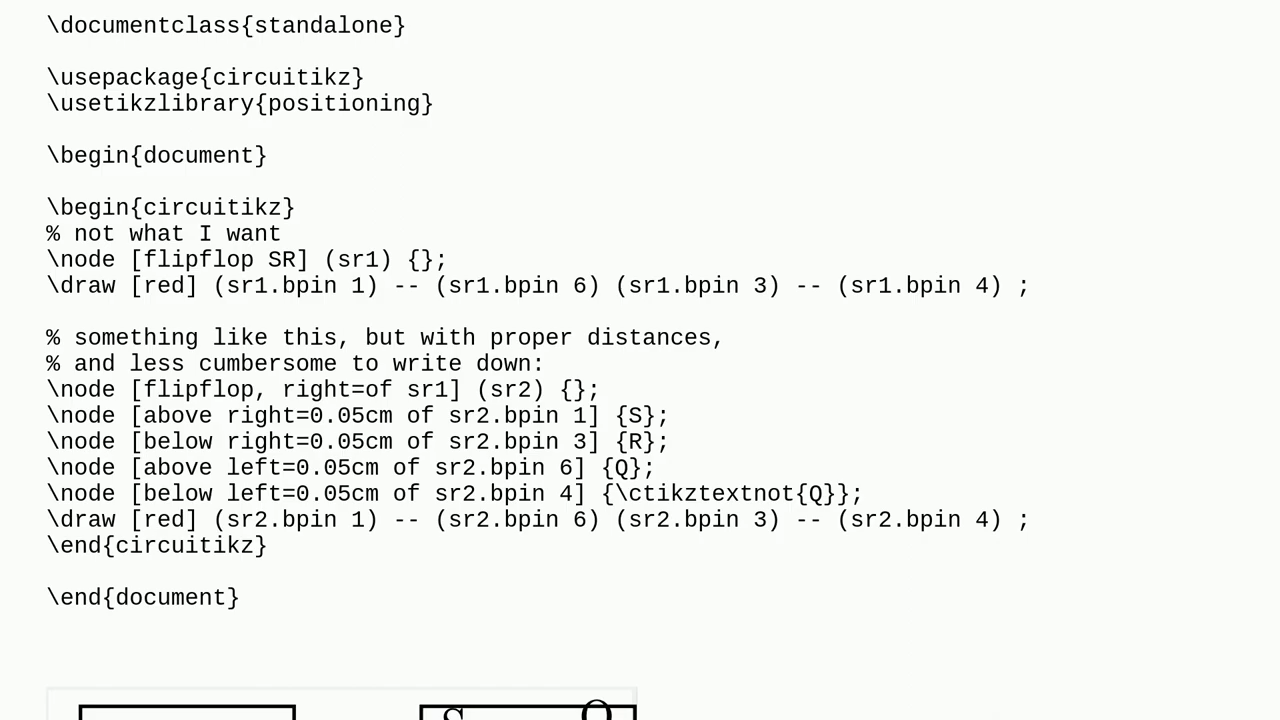 \documentclass{standalone}
\usepackage{circuitikz}
\usetikzlibrary{positioning}
\begin{document}
\begin{circuitikz}
% not what I want
\node [flipflop SR] (sr1) {};
\draw [red] (sr1.bpin 1) -- (sr1.bpin 6) (sr1.bpin 3) -- (sr1.bpin 4) ;
% something like this, but with proper distances,
% and less cumbersome to write down:
\node [flipflop, right=of sr1] (sr2) {};
\node [above right=0.05cm of sr2.bpin 1] {S};
\node [below right=0.05cm of sr2.bpin 3] {R};
\node [above left=0.05cm of sr2.bpin 6] {Q};
\node [below left=0.05cm of sr2.bpin 4] {\ctikztextnot{Q}};
\draw [red] (sr2.bpin 1) -- (sr2.bpin 6) (sr2.bpin 3) -- (sr2.bpin 4) ;
\end{circuitikz}
\end{document}
S Q